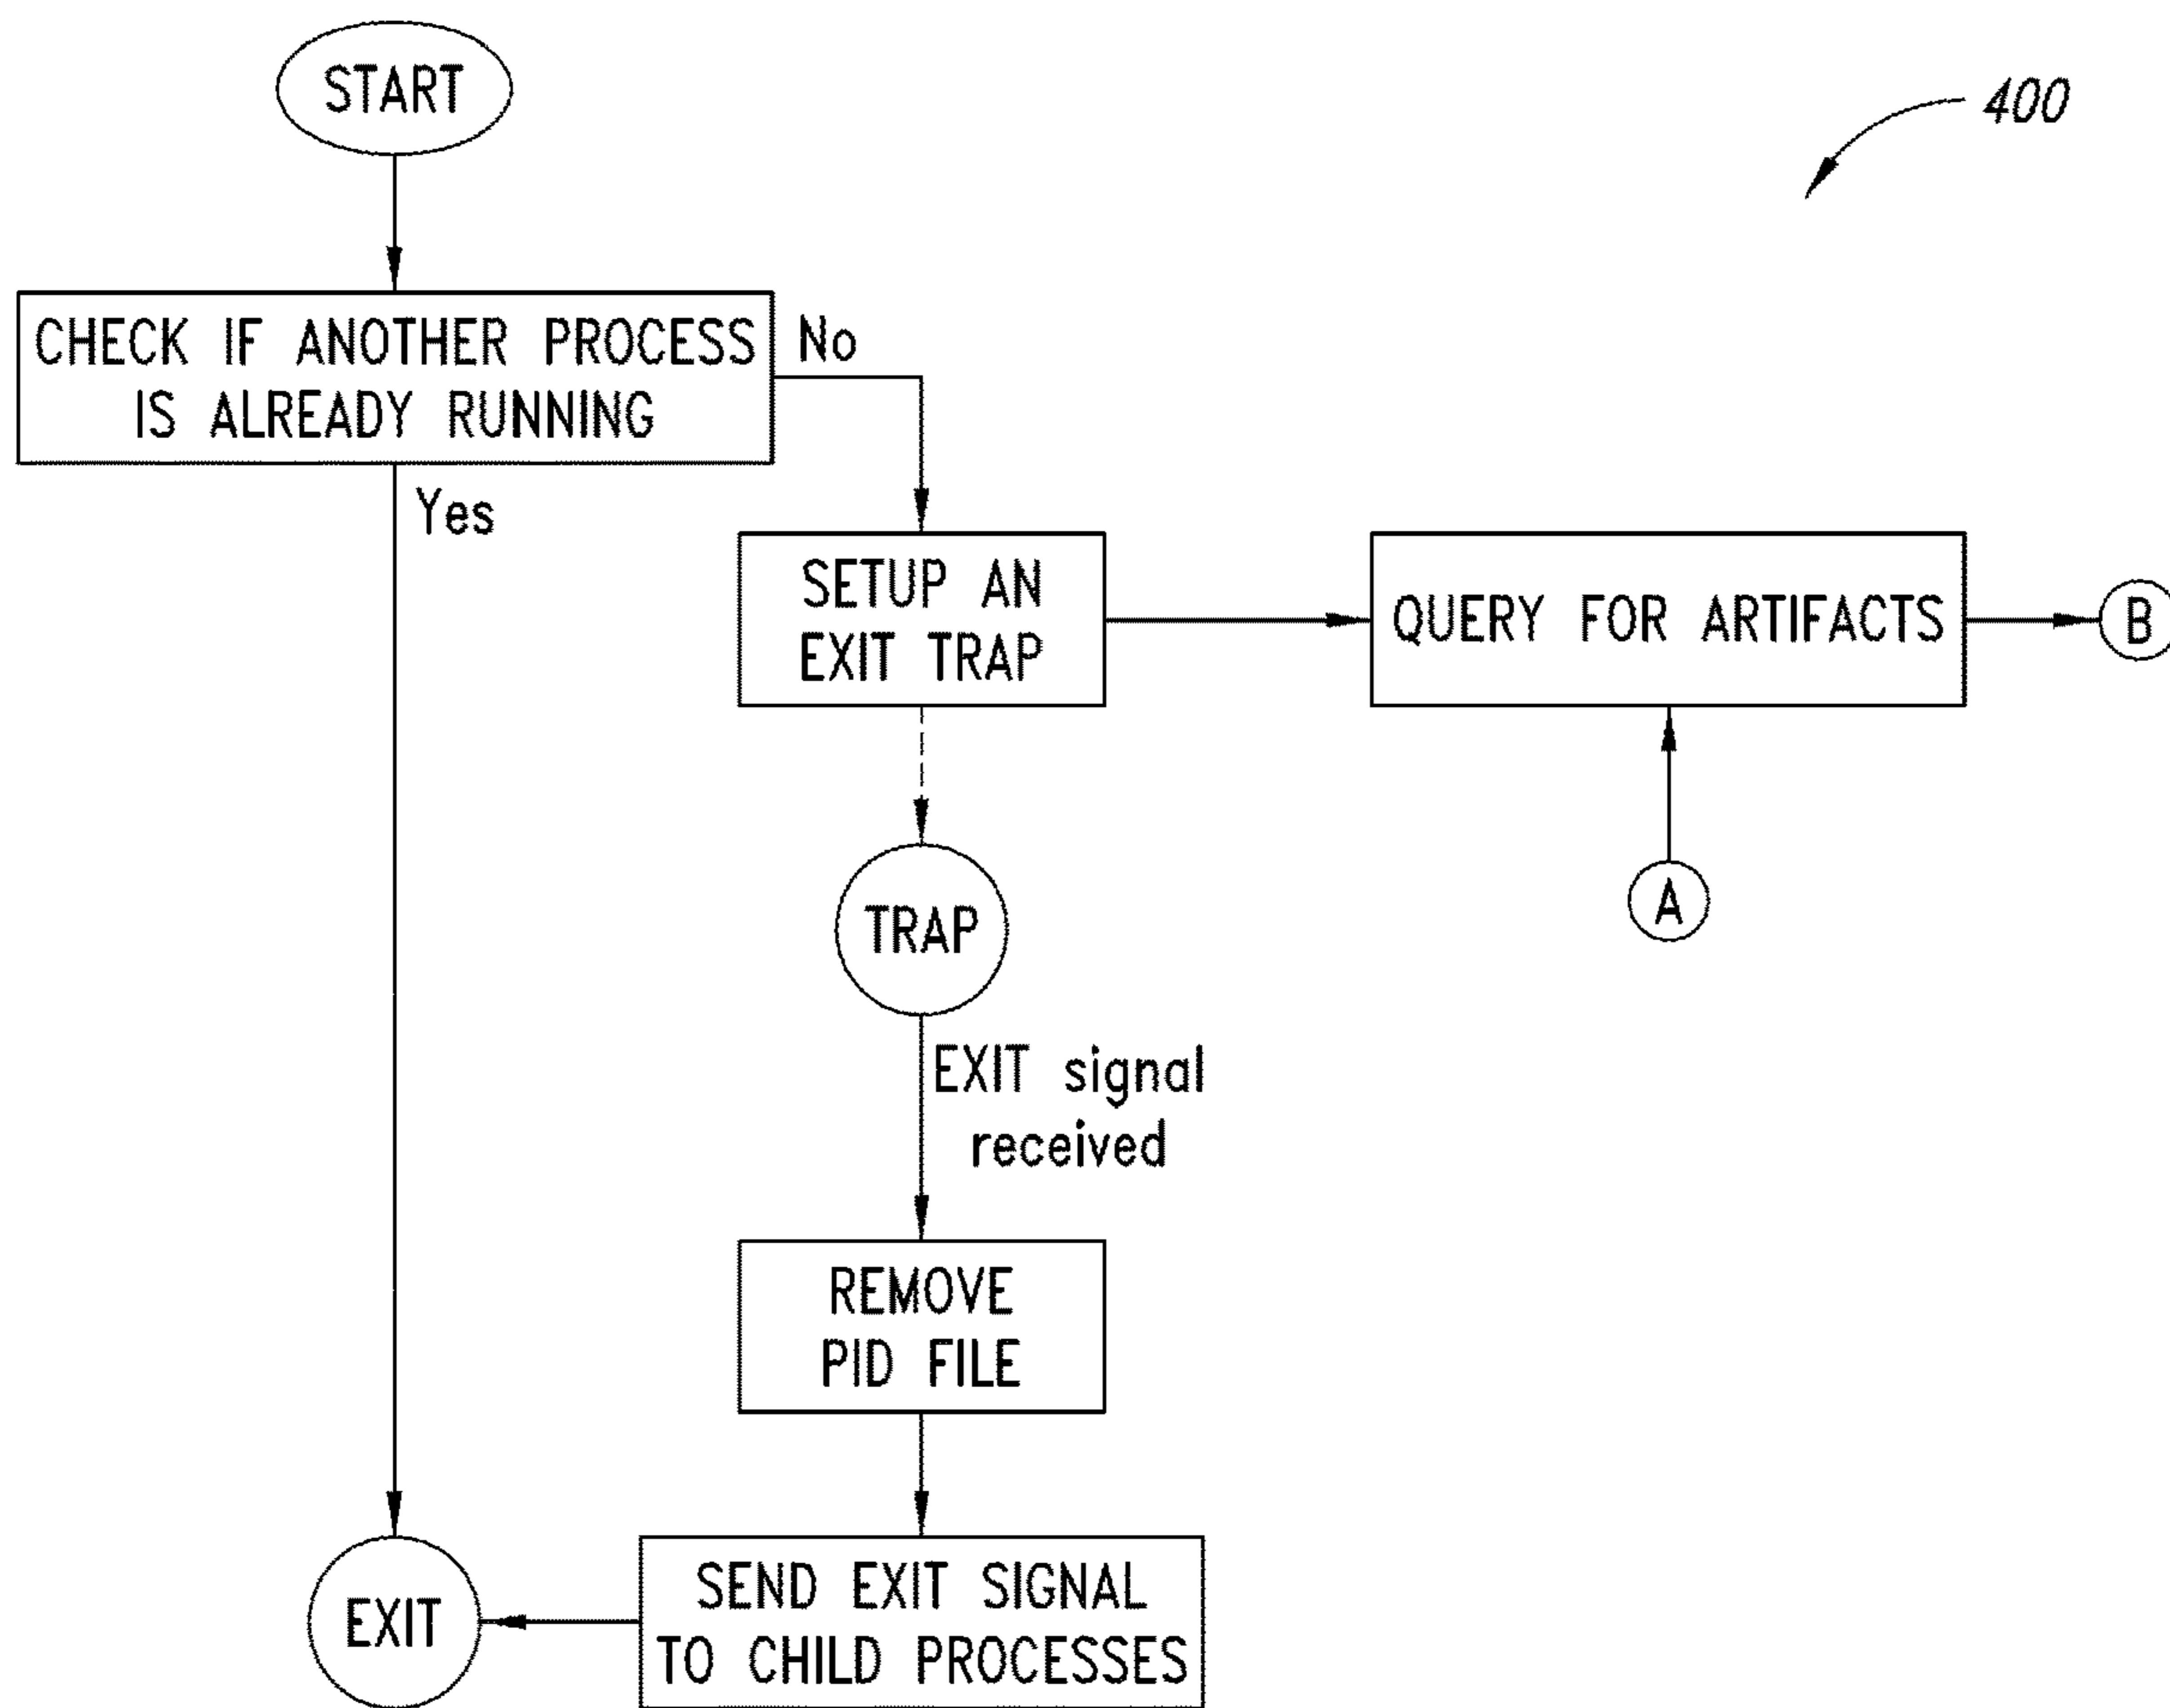 START
400
CHECK IF ANOTHER PROCESS
IS ALREADY RUNNING
No
Yes
SETUP AN
EXIT TRAP
QUERY FOR ARTIFACTS
B
TRAP
A
EXIT signal
received
REMOVE
PID FILE
SEND EXIT SIGNAL
TO CHILD PROCESSES
EXIT